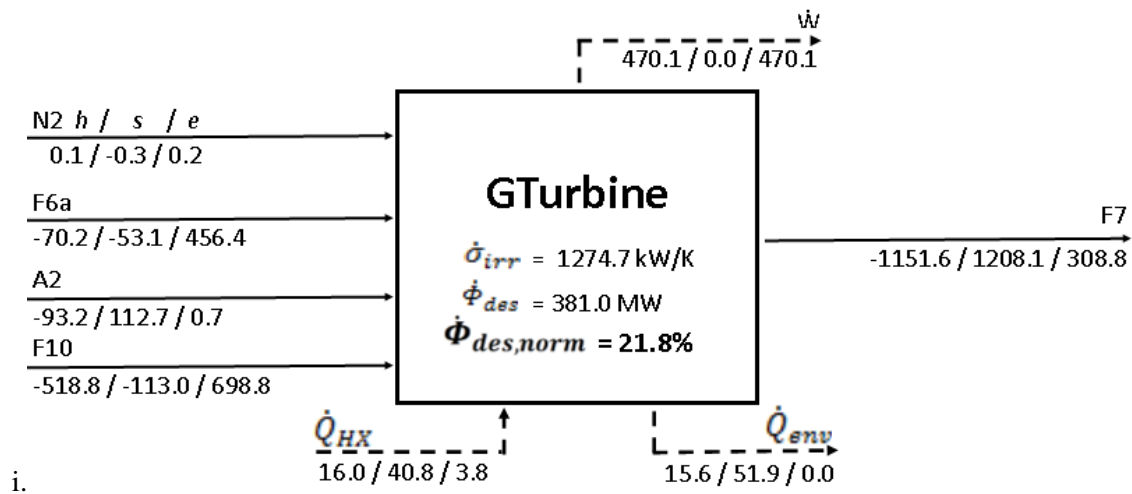 Ẇ
470.1 / 0.0 / 470.1
N2 h / s / e
0.1 / -0.3 / 0.2
F6a
-70.2 / -53.1 / 456.4
A2
-93.2 / 112.7 / 0.7
F10
-518.8 / -113.0 / 698.8
GTurbine
σ̇irr = 1274.7 kW/K
Φ̇des = 381.0 MW
Φ̇des,norm = 21.8%
F7
-1151.6 / 1208.1 / 308.8
Q̇HX
16.0 / 40.8 / 3.8
Q̇env
15.6 / 51.9 / 0.0
i.